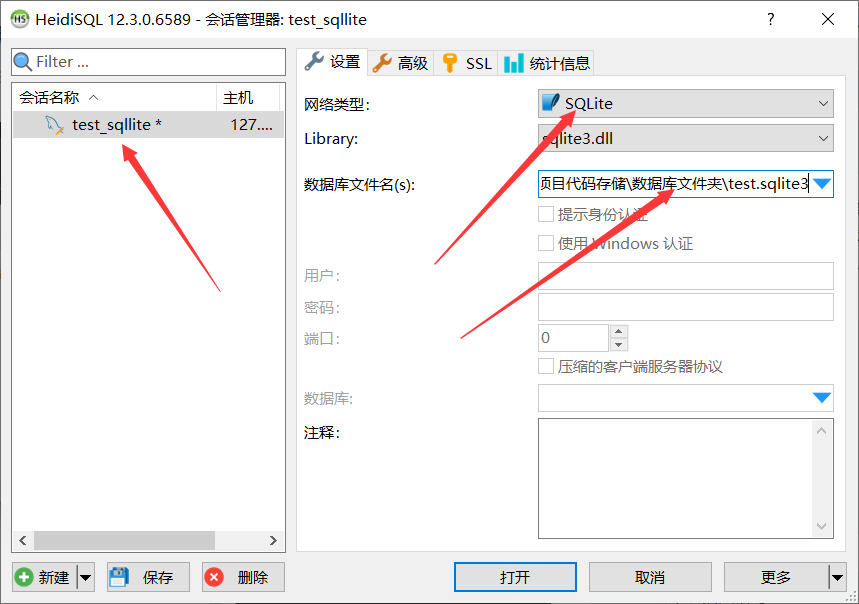 HeidiSQL 12.3.0.6589 - 会话管理器: test_sqllite
?
Filter ...
会话名称 主机
test_sqllite * 127....
设置 高级 SSL 统计信息
网络类型: SQLite
Library: sqlite3.dll
数据库文件名(s): 项目代码存储\数据库文件夹\test.sqlite3
提示身份认证
使用 Windows 认证
用户:
密码:
端口: 0
压缩的客户端服务器协议
数据库:
注释:
新建 保存 删除 打开 取消 更多